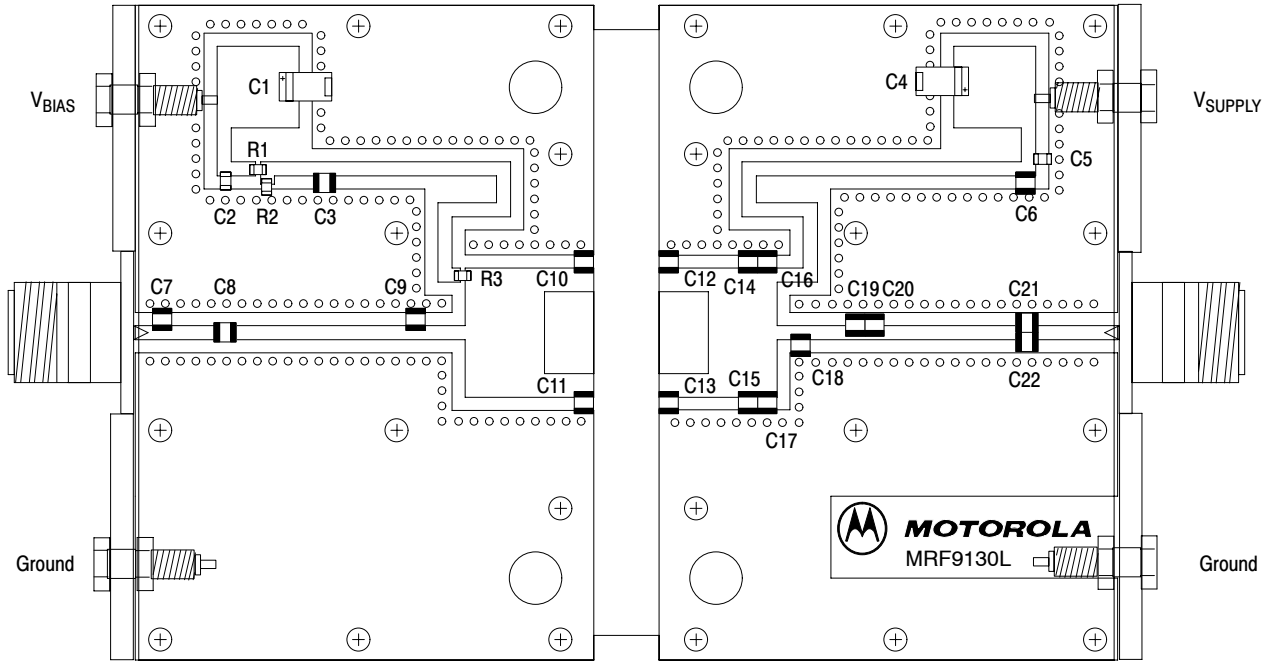 C1
C4
VBIAS
VSUPPLY
R1
C5
C2
R2
C3
C6
R3
C10
C12
C14
C16
C7
C8
C9
C19
C20
C21
C11
C13
C15
C18
C22
C17
MOTOROLA
MRF9130L
Ground
Ground